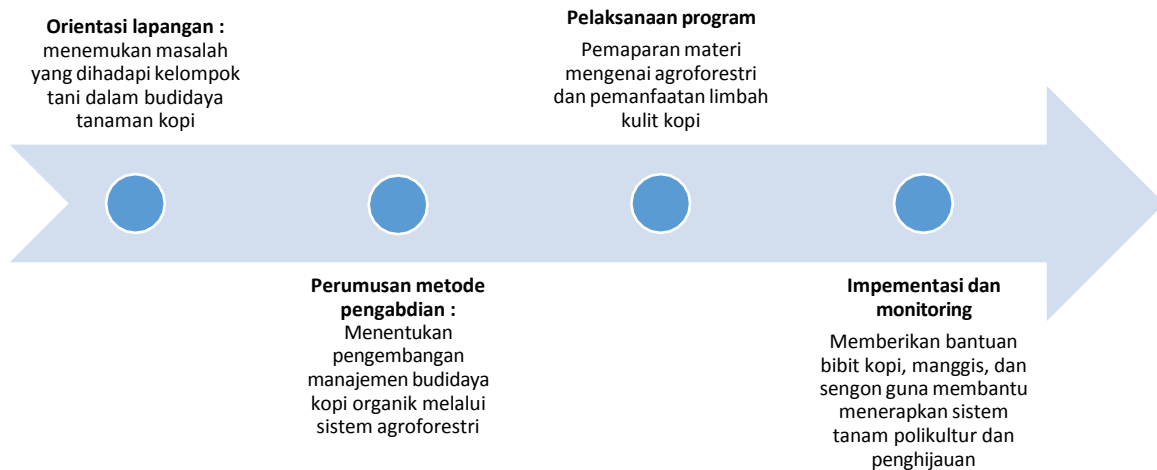 Orientasi lapangan :
menemukan masalah
yang dihadapi kelompok
tani dalam budidaya
tanaman kopi
Perumusan metode
pengabdian :
Menentukan
pengembangan
manajemen budidaya
kopi organik melalui
sistem agroforestri
Pelaksanaan program
Pemaparan materi
mengenai agroforestri
dan pemanfaatan limbah
kulit kopi
Impementasi dan
monitoring
Memberikan bantuan
bibit kopi, manggis, dan
sengon guna membantu
menerapkan sistem
tanam polikultur dan
penghijauan